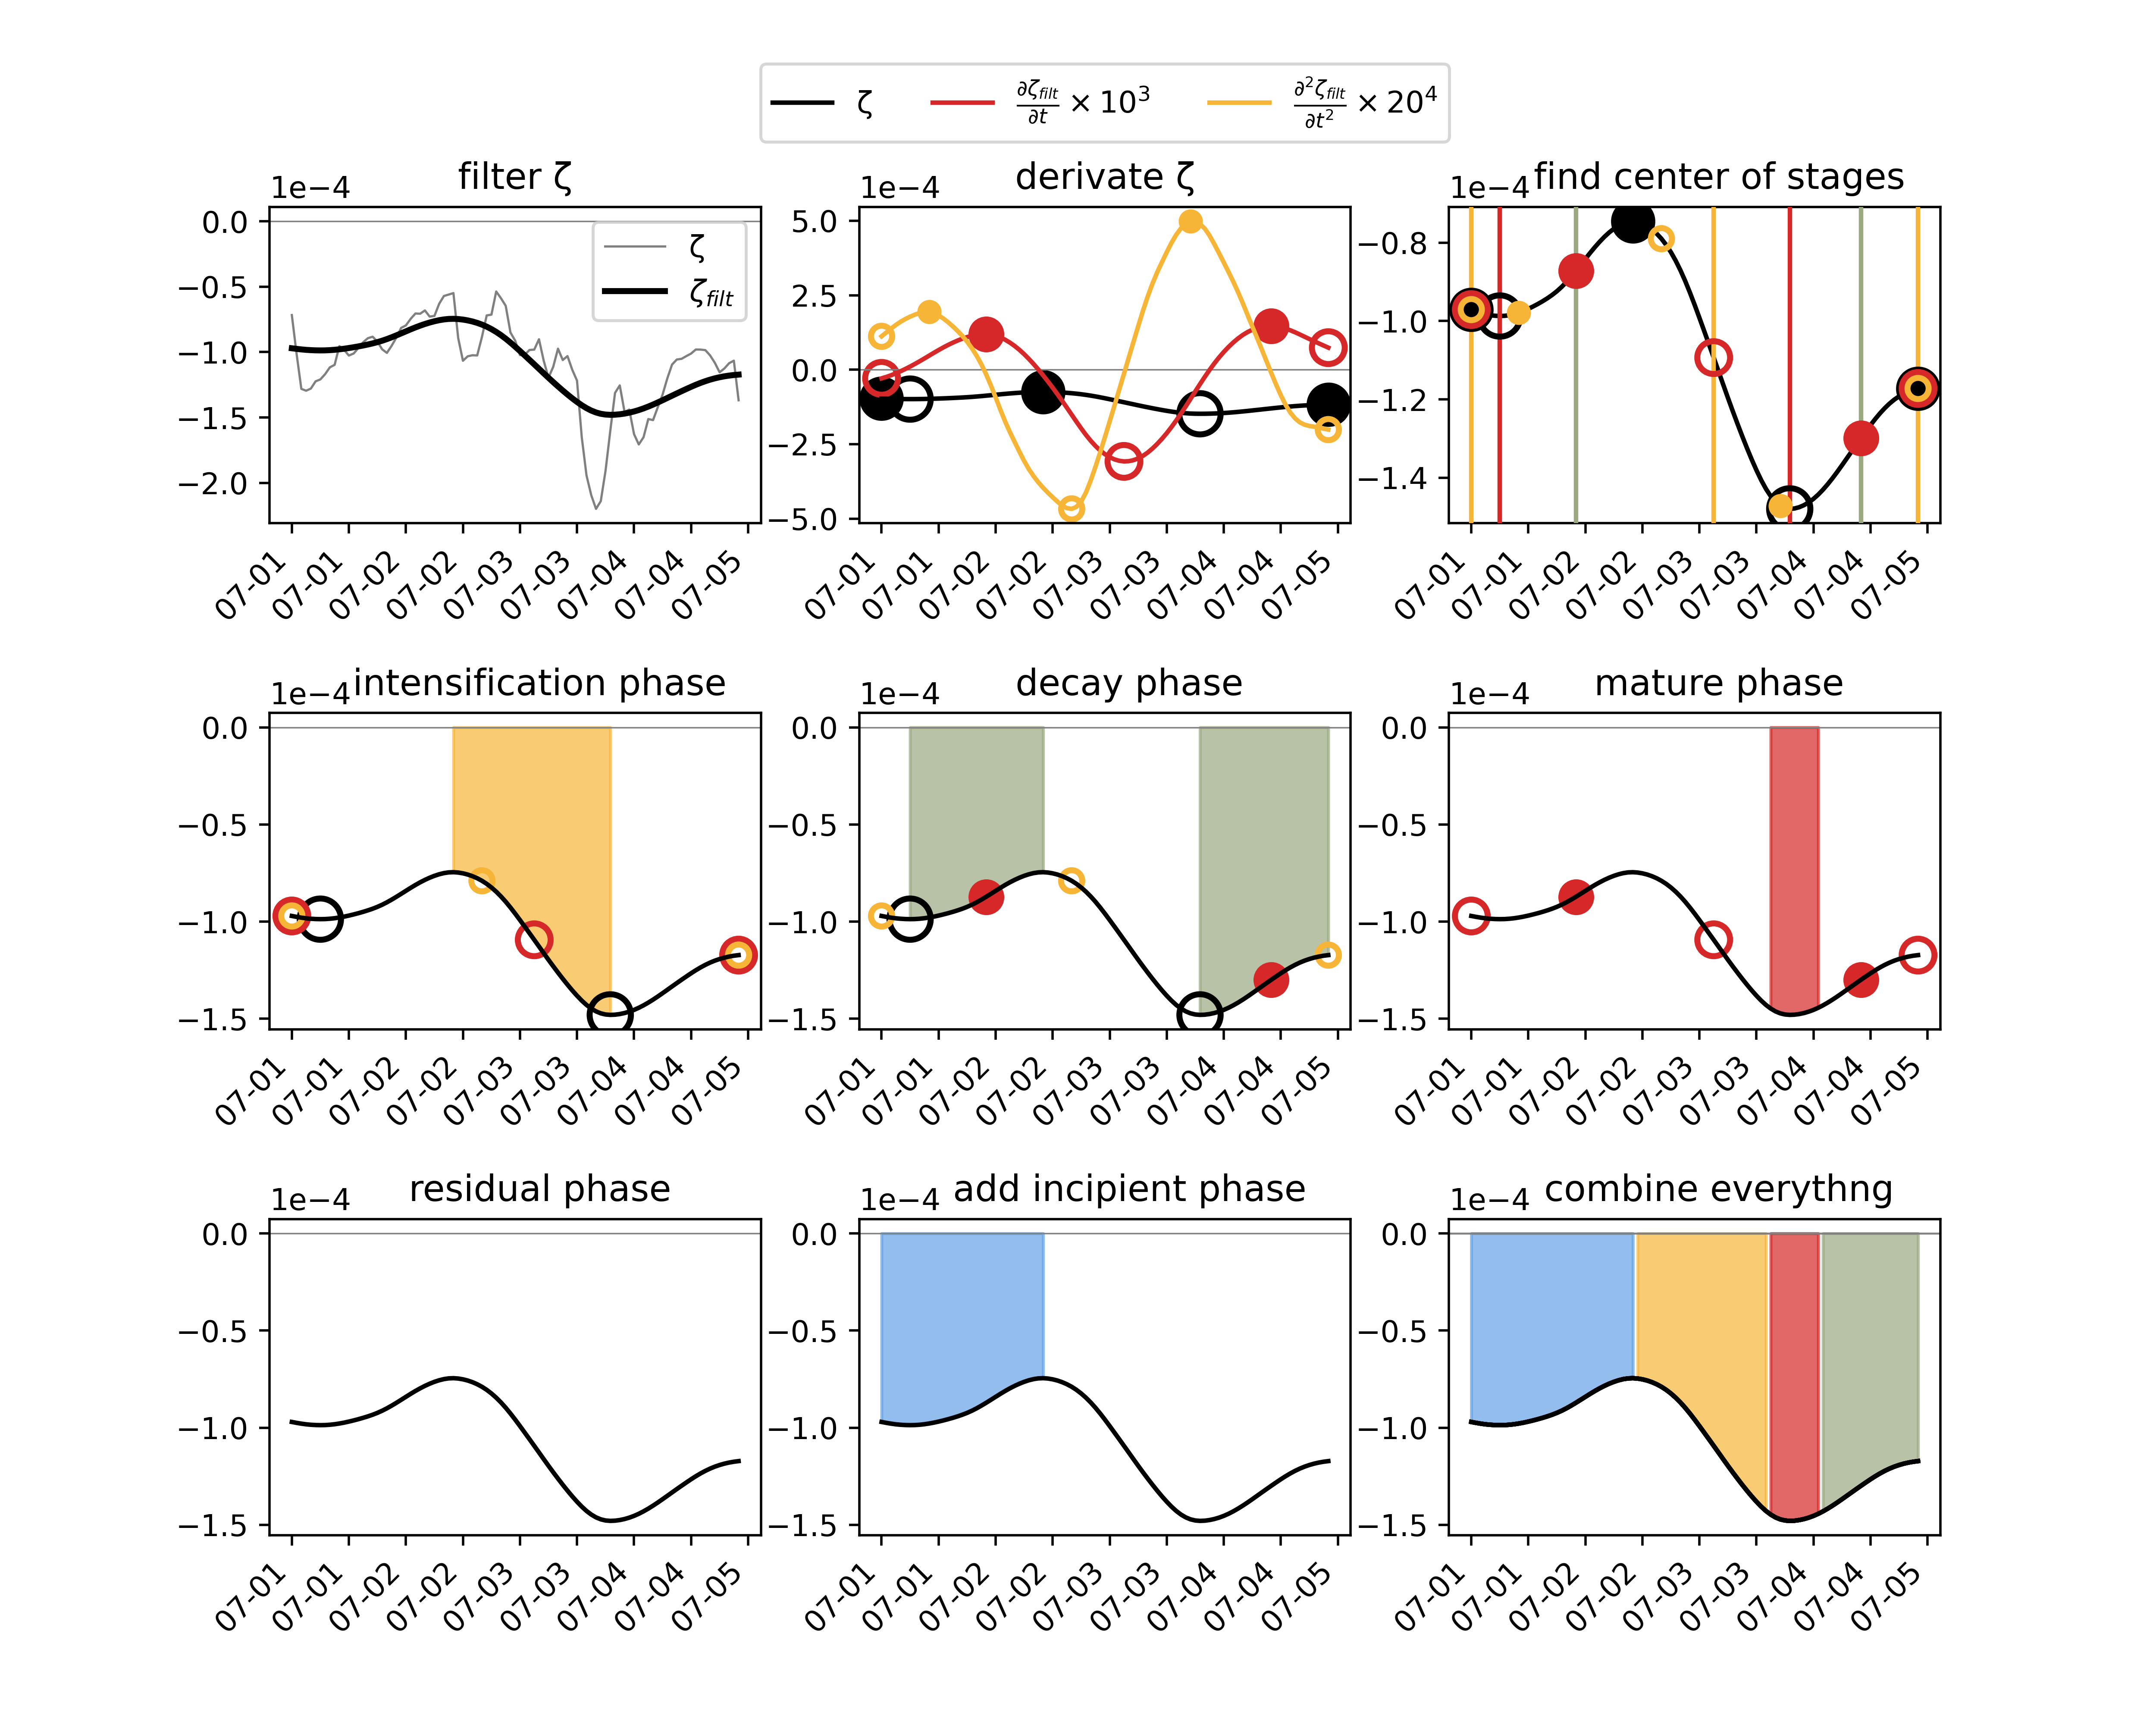 ζ ∂ζfilt/∂t × 10³ ∂²ζfilt/∂t² × 20⁴
filter ζ
1e−4
ζ
ζfilt
0.0
−0.5
−1.0
−1.5
−2.0
07-01 07-01 07-02 07-02 07-03 07-03 07-04 07-04 07-05
derivate ζ
1e−4
5.0
2.5
0.0
−2.5
−5.0
07-01 07-01 07-02 07-02 07-03 07-03 07-04 07-04 07-05
find center of stages
1e−4
−0.8
−1.0
−1.2
−1.4
07-01 07-01 07-02 07-02 07-03 07-03 07-04 07-04 07-05
intensification phase
1e−4
0.0
−0.5
−1.0
−1.5
07-01 07-01 07-02 07-02 07-03 07-03 07-04 07-04 07-05
decay phase
1e−4
0.0
−0.5
−1.0
−1.5
07-01 07-01 07-02 07-02 07-03 07-03 07-04 07-04 07-05
mature phase
1e−4
0.0
−0.5
−1.0
−1.5
07-01 07-01 07-02 07-02 07-03 07-03 07-04 07-04 07-05
residual phase
1e−4
0.0
−0.5
−1.0
−1.5
07-01 07-01 07-02 07-02 07-03 07-03 07-04 07-04 07-05
add incipient phase
1e−4
0.0
−0.5
−1.0
−1.5
07-01 07-01 07-02 07-02 07-03 07-03 07-04 07-04 07-05
combine everythng
1e−4
0.0
−0.5
−1.0
−1.5
07-01 07-01 07-02 07-02 07-03 07-03 07-04 07-04 07-05